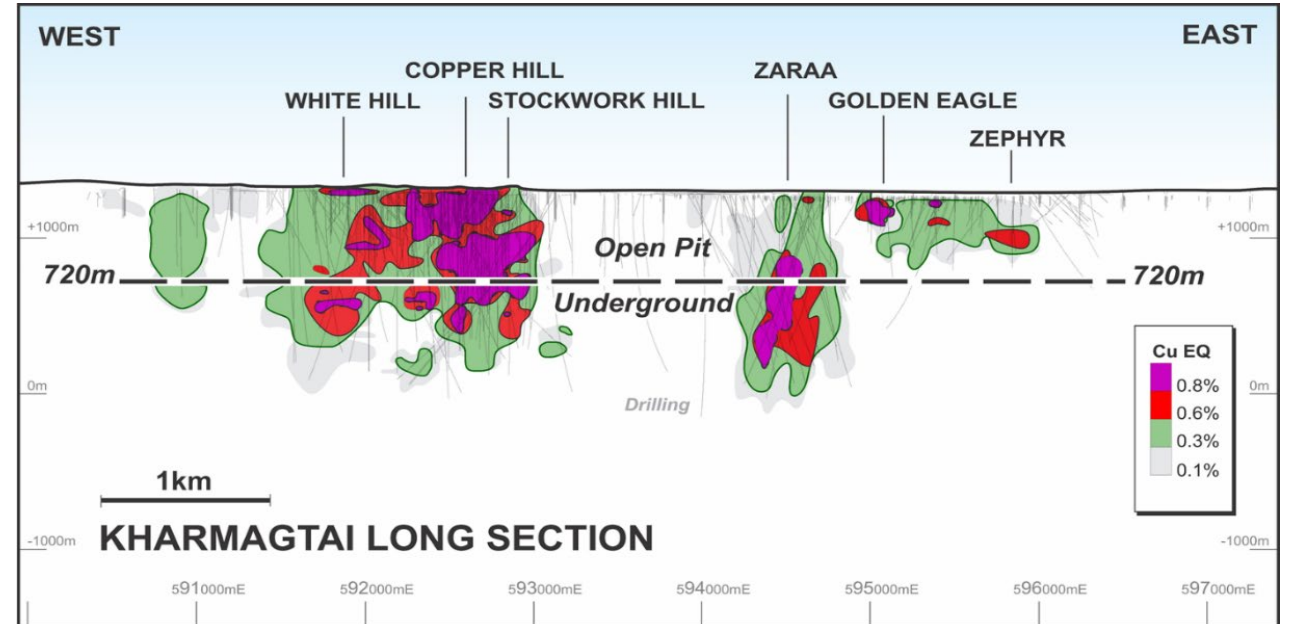 WEST
EAST
COPPER HILL
ZARAA
WHITE HILL
STOCKWORK HILL
GOLDEN EAGLE
ZEPHYR
+1000m
Open Pit
+1000m
720m
720m
Underground
Cu EQ
0.8%
0.6%
0.3%
0.1%
0m
0m
Drilling
1km
KHARMAGTAI LONG SECTION
-1000m
-1000m
591000mE
592000mE
593000mE
594000mE
595000mE
596000mE
597000mE